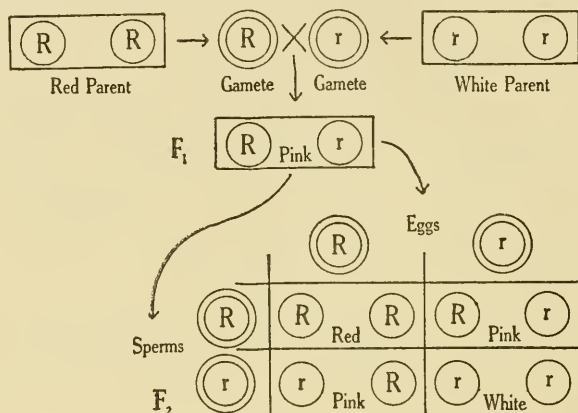 R R R r r r
Red Parent Gamete Gamete White Parent
F₁ R Pink r
Eggs
R r
Sperms R R Red R R Pink r
F₂ r r Pink R r White r